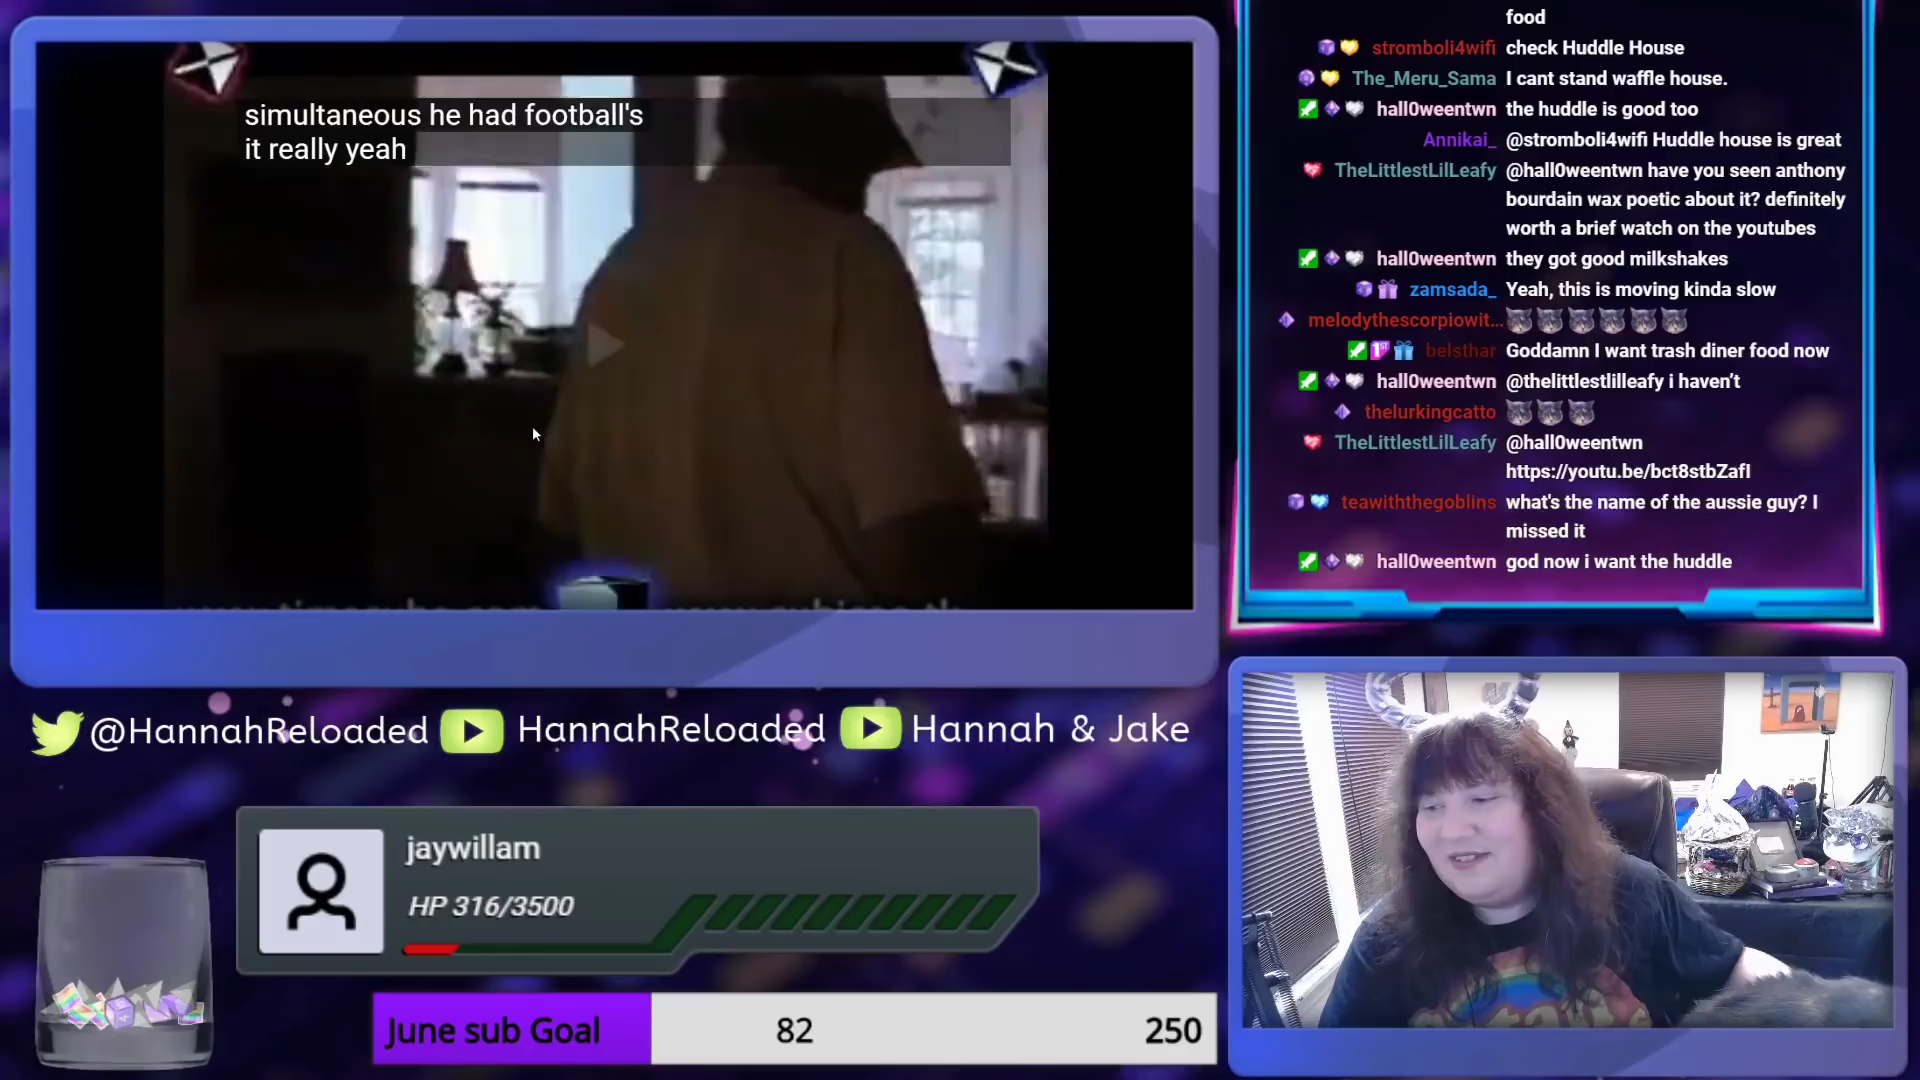 simultaneous he had football's
it really yeah
food
stromboli4wifi check Huddle House
The_Meru_Sama I cant stand waffle house.
hall0weentwn the huddle is good too
Annikai_ @stromboli4wifi Huddle house is great
TheLittlestLilLeafy @hall0weentwn have you seen anthony
bourdain wax poetic about it? definitely
worth a brief watch on the youtubes
hall0weentwn they got good milkshakes
zamsada_ Yeah, this is moving kinda slow
melodythescorpiowit...
belsthar Goddamn I want trash diner food now
hall0weentwn @thelittlestlilleafy i haven't
thelurkingcatto
TheLittlestLilLeafy @hall0weentwn
https://youtu.be/bct8stbZafI
teawiththegoblins what's the name of the aussie guy? I
missed it
hall0weentwn god now i want the huddle
@HannahReloaded HannahReloaded Hannah & Jake
jaywillam
HP 316/3500
June sub Goal 82 250